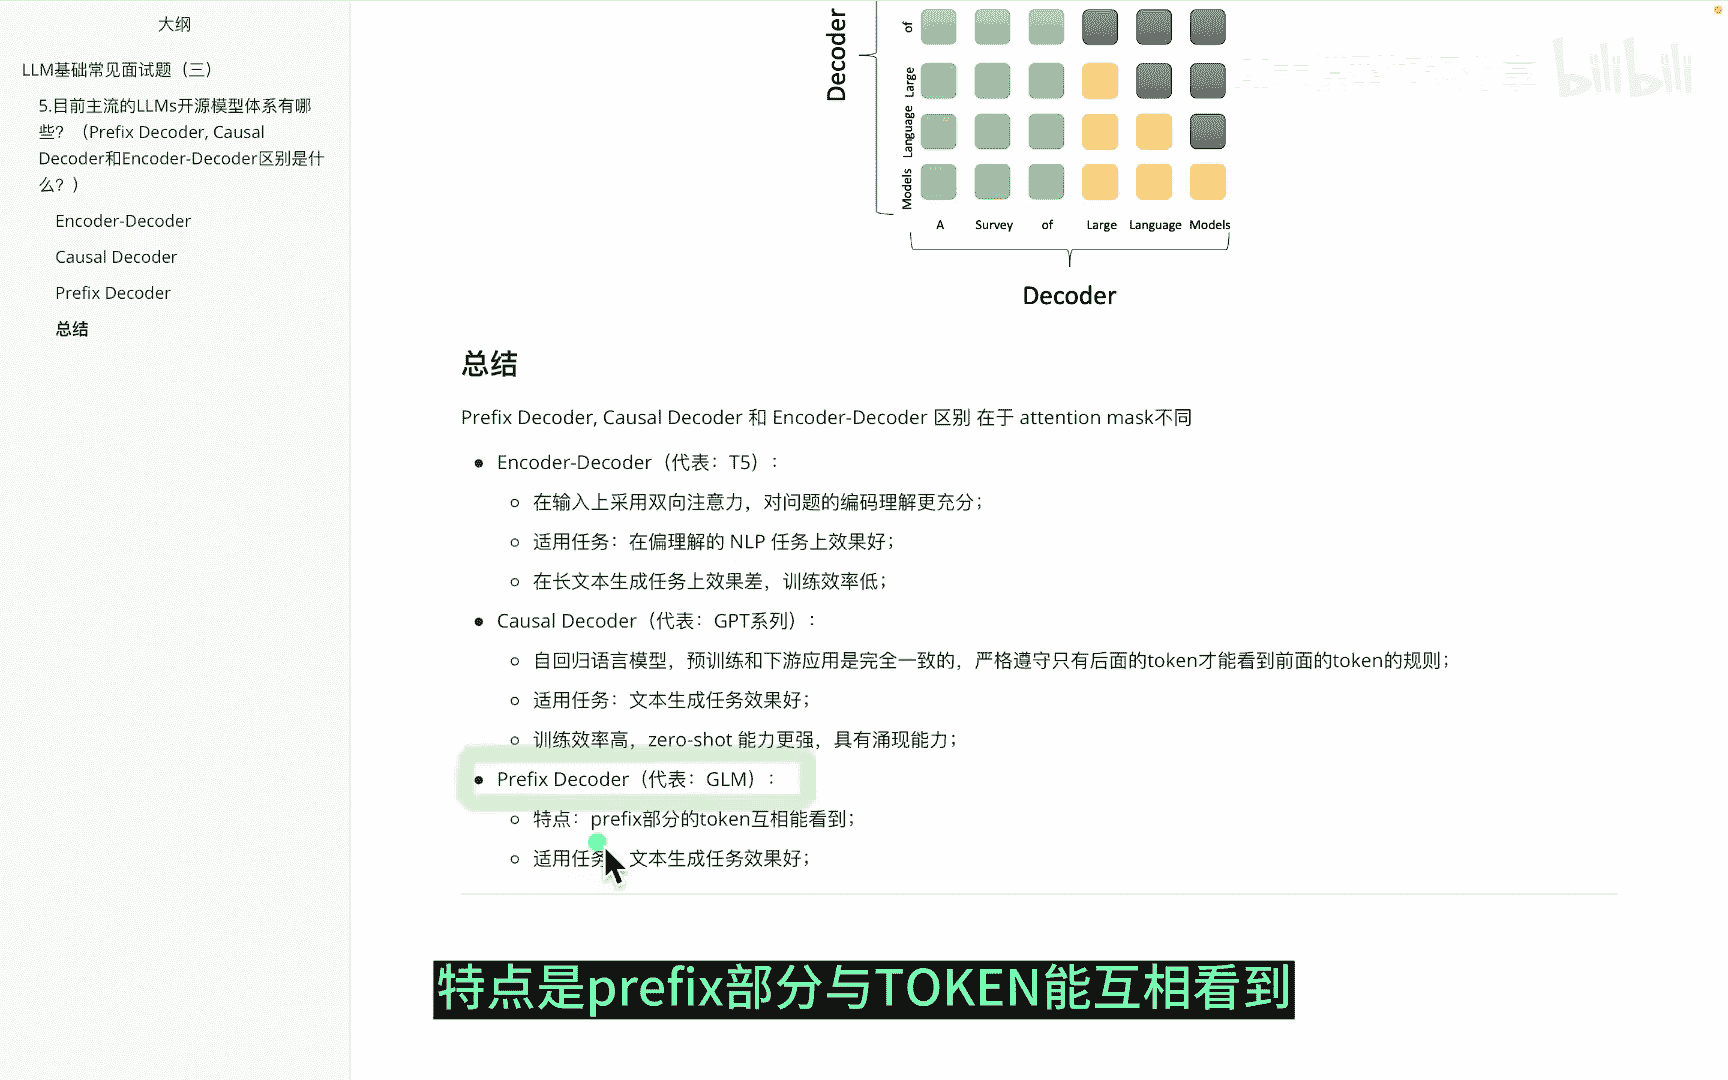 大纲
LLM基础常见面试题（三）
5.目前主流的LLMs开源模型体系有哪
些？（Prefix Decoder, Causal
Decoder和Encoder-Decoder区别是什
么？）
Encoder-Decoder
Causal Decoder
Prefix Decoder
总结
Decoder
of
Large
Language
Models
A Survey of Large Language Models
Decoder
总结
Prefix Decoder, Causal Decoder 和 Encoder-Decoder 区别 在于 attention mask不同
Encoder-Decoder（代表：T5）：
在输入上采用双向注意力，对问题的编码理解更充分；
适用任务：在偏理解的 NLP 任务上效果好；
在长文本生成任务上效果差，训练效率低；
Causal Decoder（代表：GPT系列）：
自回归语言模型，预训练和下游应用是完全一致的，严格遵守只有后面的token才能看到前面的token的规则；
适用任务：文本生成任务效果好；
训练效率高，zero-shot 能力更强，具有涌现能力；
Prefix Decoder（代表：GLM）：
特点：prefix部分的token互相能看到；
适用任务：文本生成任务效果好；
特点是prefix部分与TOKEN能互相看到
bilibili